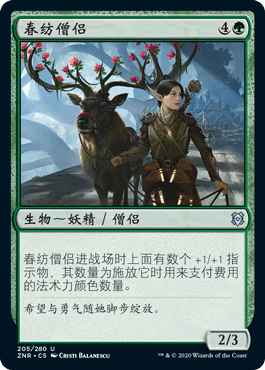 春纺僧侣 4
生物～妖精 / 僧侣
春纺僧侣进战场时上面有数个 +1/+1 指
示物，其数量为施放它时用来支付费用
的法术力颜色数量。
希望与勇气随她脚步绽放。
2/3
205/280 U
ZNR • CS CRISTI BALANESCU
™ & © 2020 Wizards of the Coast